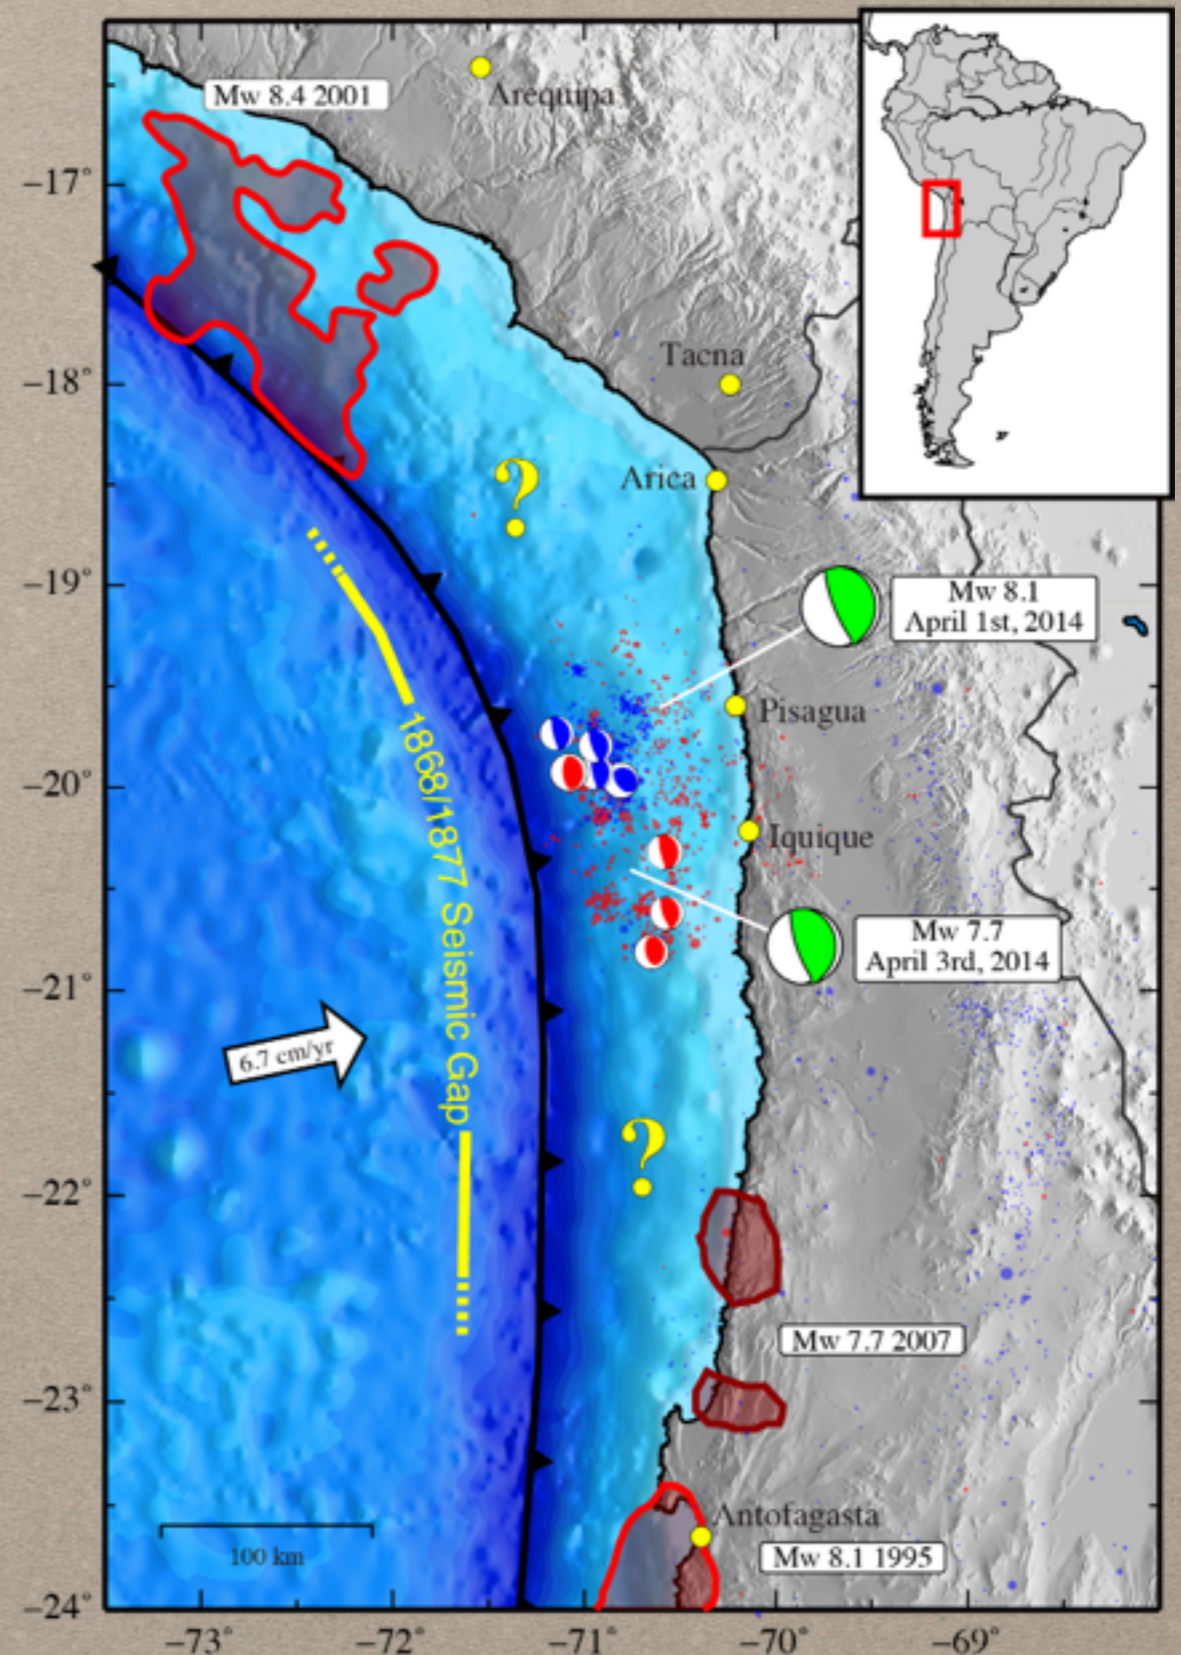 Mw 8.4 2001
Arequipa
−17°
Tacna
−18°
Arica
?
−19°
Mw 8.1
April 1st, 2014
Pisagua
1868/1877 Seismic Gap
−20°
Iquique
Mw 7.7
April 3rd, 2014
−21°
6.7 cm/yr
?
−22°
Mw 7.7 2007
−23°
Antofagasta
100 km
Mw 8.1 1995
−24°
−73°
−72°
−71°
−70°
−69°